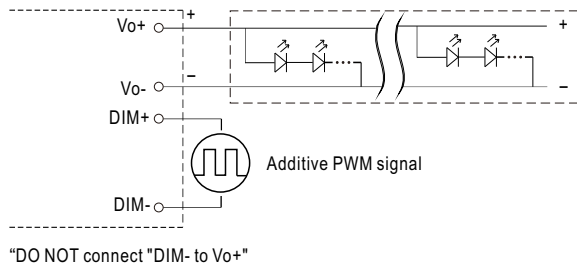 Vo+
+
+
Vo-
−
−
DIM+
Additive PWM signal
DIM-
“DO NOT connect "DIM- to Vo+"